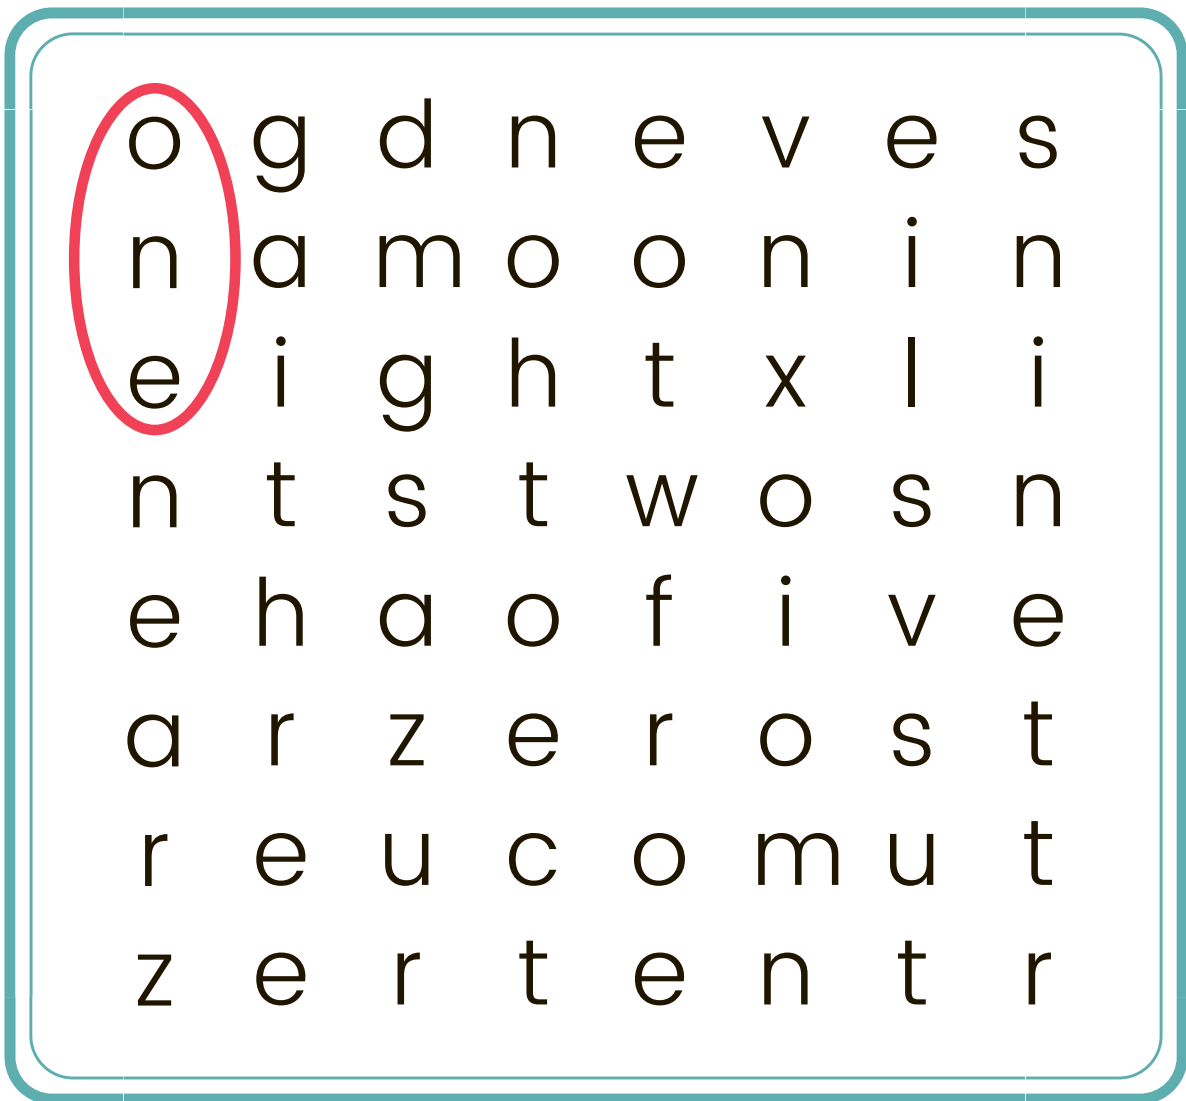 o g d n e v e s
n a m o o n i n
e i g h t x l i
n t s t w o s n
e h a o f i v e
a r z e r o s t
r e u c o m u t
z e r t e n t r